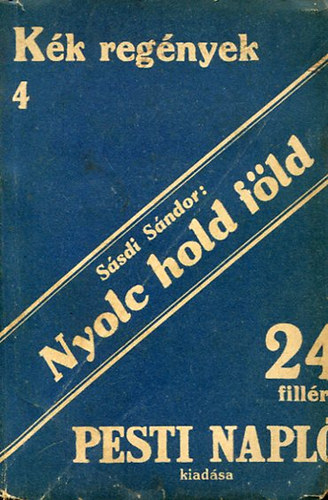 Kék regények
4
Sásdi Sándor:
Nyolc hold föld
24
fillér
PESTI NAPLÓ
kiadása